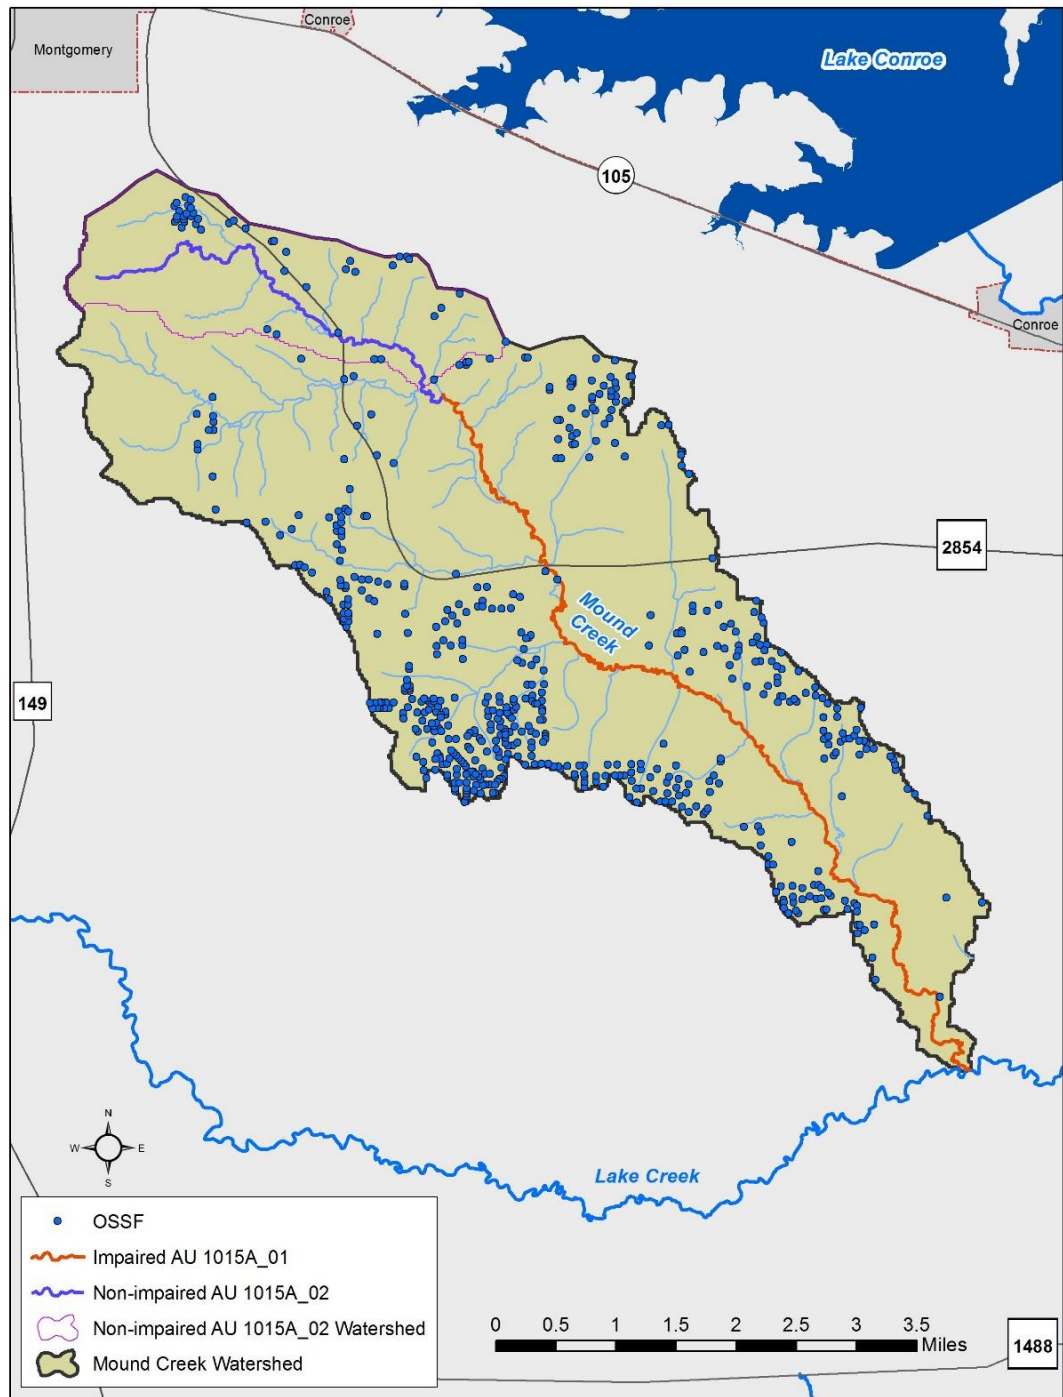 Conroe
Montgomery
Lake Conroe
105
Conroe
2854
Mound
Creek
149
N
W E
S
Lake Creek
OSSF
Impaired AU 1015A_01
Non-impaired AU 1015A_02
Non-impaired AU 1015A_02 Watershed
Mound Creek Watershed
0 0.5 1 1.5 2 2.5 3 3.5
Miles
1488